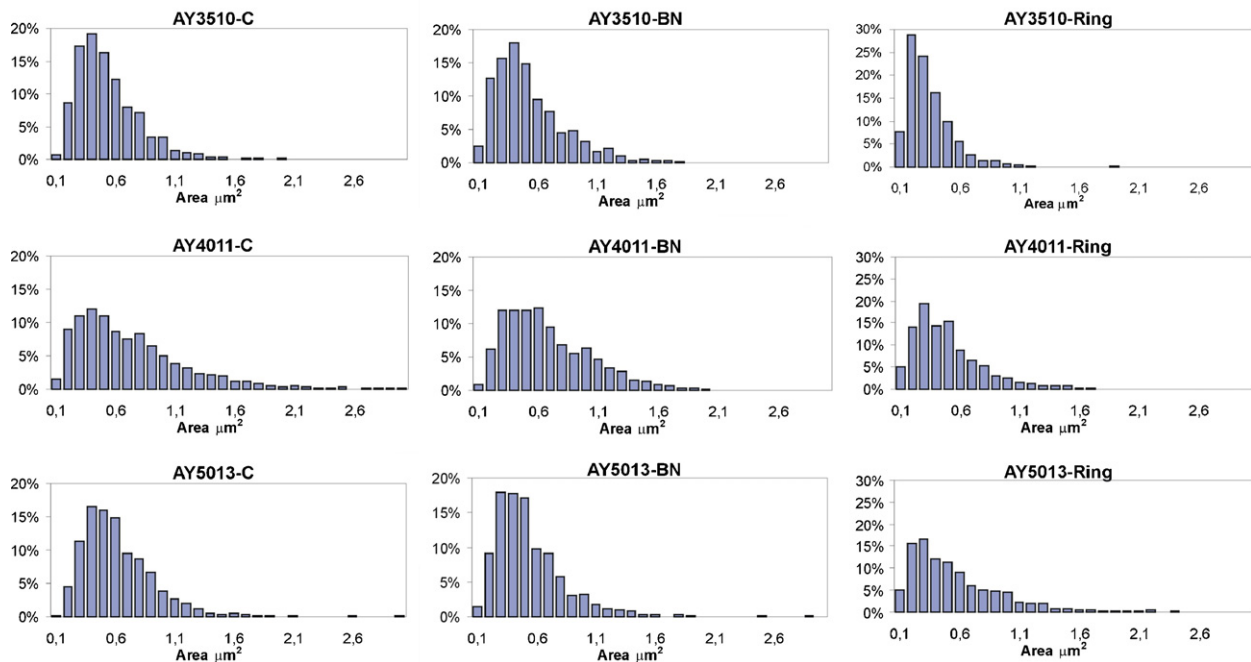 AY3510-C
20%
15%
10%
5%
0%
0,1 0,6 1,1 1,6 2,1 2,6
Area μm²
AY3510-BN
20%
15%
10%
5%
0%
0,1 0,6 1,1 1,6 2,1 2,6
Area μm²
AY3510-Ring
30%
25%
20%
15%
10%
5%
0%
0,1 0,6 1,1 1,6 2,1 2,6
Area μm²
AY4011-C
20%
15%
10%
5%
0%
0,1 0,6 1,1 1,6 2,1 2,6
Area μm²
AY4011-BN
20%
15%
10%
5%
0%
0,1 0,6 1,1 1,6 2,1 2,6
Area μm²
AY4011-Ring
30%
25%
20%
15%
10%
5%
0%
0,1 0,6 1,1 1,6 2,1 2,6
Area μm²
AY5013-C
20%
15%
10%
5%
0%
0,1 0,6 1,1 1,6 2,1 2,6
Area μm²
AY5013-BN
20%
15%
10%
5%
0%
0,1 0,6 1,1 1,6 2,1 2,6
Area μm²
AY5013-Ring
30%
25%
20%
15%
10%
5%
0%
0,1 0,6 1,1 1,6 2,1 2,6
Area μm²